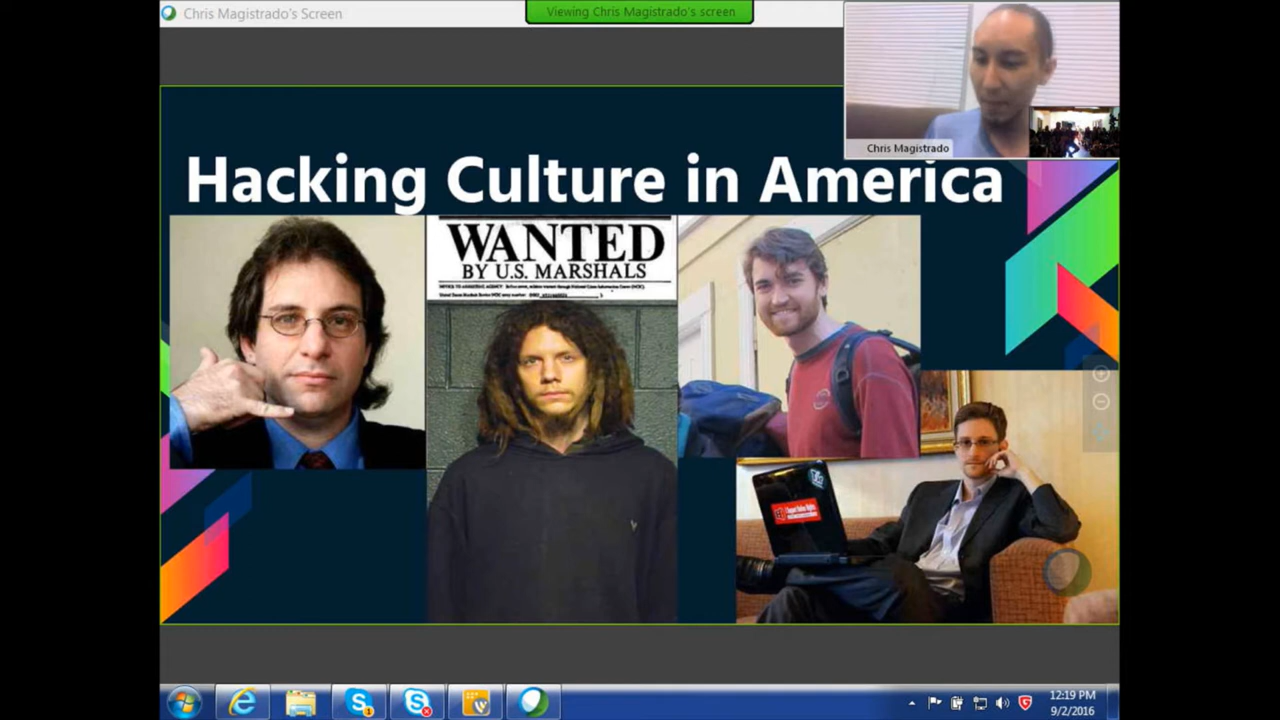 Chris Magistrado's Screen
Viewing Chris Magistrado's screen
Chris Magistrado
Hacking Culture in America
WANTED
BY U.S. MARSHALS
12:19 PM
9/2/2016